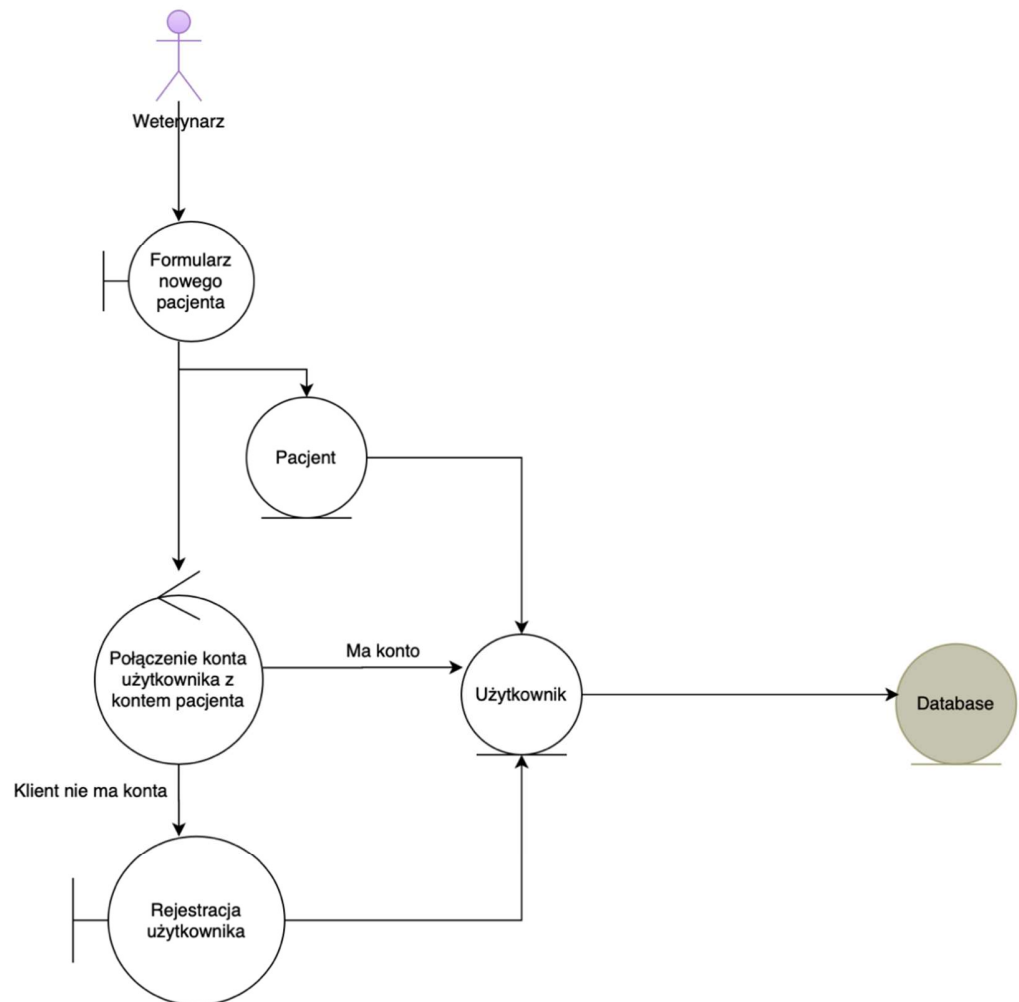 Weterynarz
Formularz
nowego
pacjenta
Pacjent
Połączenie konta
użytkownika z
kontem pacjenta
Ma konto
Użytkownik
Database
Klient nie ma konta
Rejestracja
użytkownika